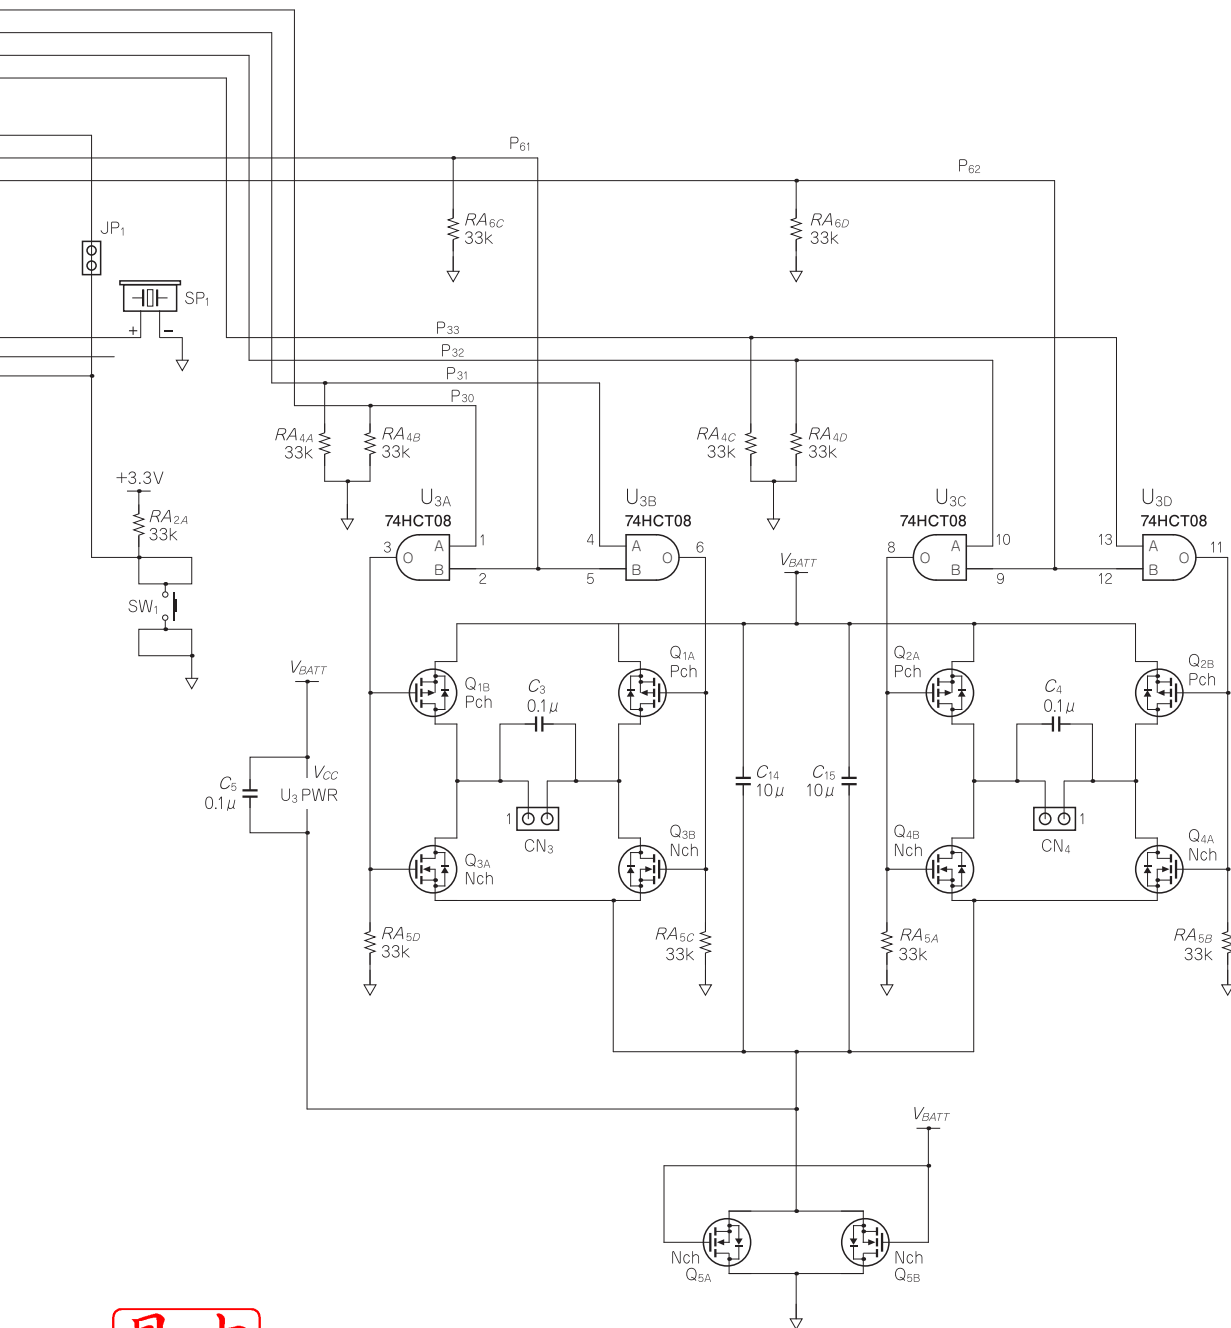 P61
P62
RA6C
33k
RA6D
33k
JP1
SP1
+ −
P33
P32
P31
P30
RA4A
33k
RA4B
33k
RA4C
33k
RA4D
33k
+3.3V
RA2A
33k
SW1
U3A
74HCT08
3 O A B 1 2
U3B
74HCT08
4 5 A B O 6
U3C
74HCT08
8 O A B 10 9
U3D
74HCT08
13 12 A B O 11
VBATT
VBATT
Q1B
Pch
C3
0.1μ
Q1A
Pch
Q2A
Pch
C4
0.1μ
Q2B
Pch
C5
0.1μ
VCC
U3 PWR
C14
10μ
C15
10μ
1
CN3
1
CN4
Q3A
Nch
Q3B
Nch
Q4B
Nch
Q4A
Nch
RA5D
33k
RA5C
33k
RA5A
33k
RA5B
33k
VBATT
Nch
Q5A
Nch
Q5B